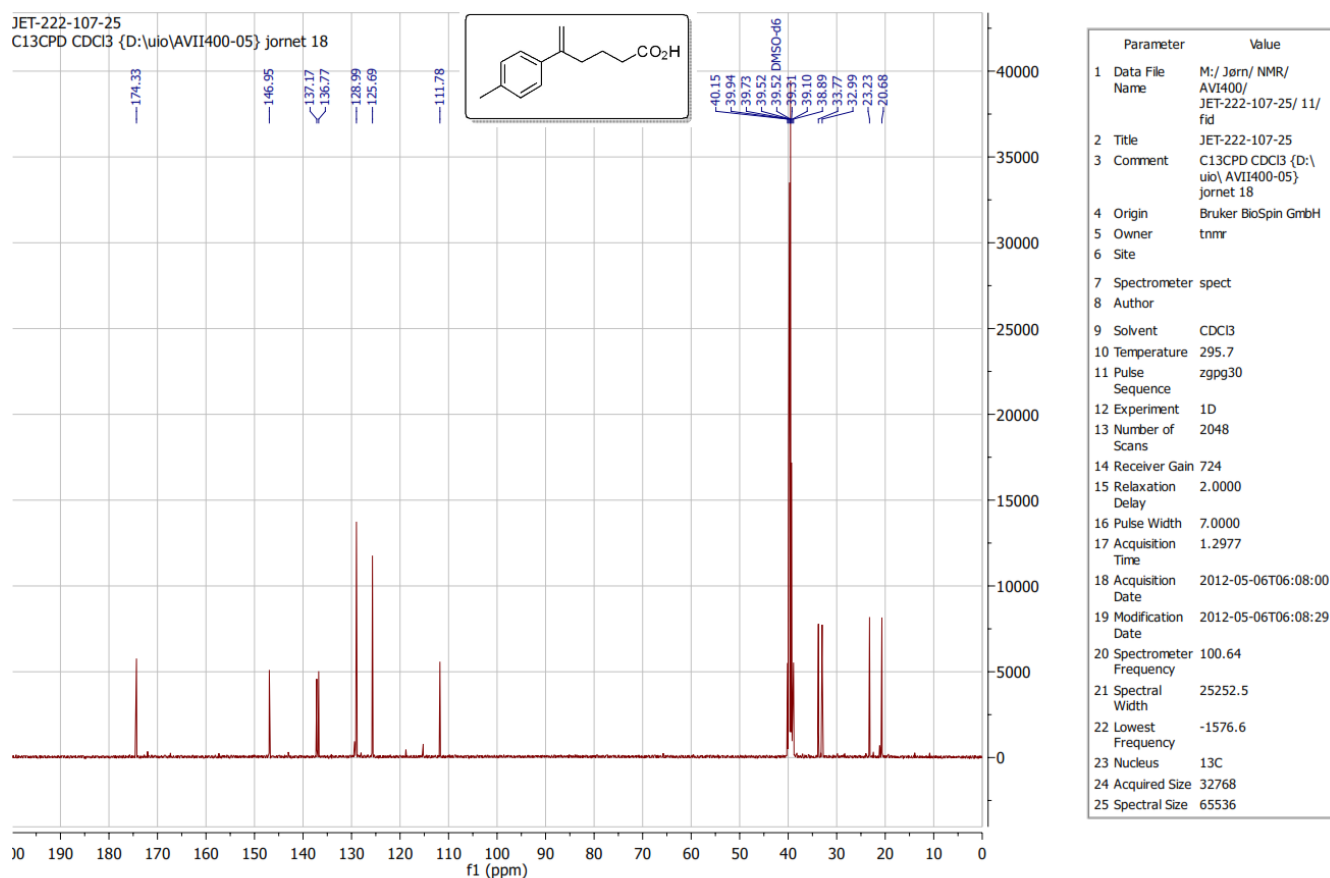 JET-222-107-25
C13CPD CDCl3 {D:\uio\AVII400-05} jornet 18
174.33
146.95
137.17
136.77
128.99
125.69
111.78
CO₂H
40.15
39.94
39.73
39.52
39.52 DMSO-d6
39.31
39.10
38.89
33.77
32.99
23.23
20.68
40000
35000
30000
25000
20000
15000
10000
5000
0
00 190 180 170 160 150 140 130 120 110 100 90 80 70 60 50 40 30 20 10 0
f1 (ppm)
Parameter Value
1 Data File M:/ Jørn/ NMR/
Name AVI400/
JET-222-107-25/ 11/
fid
2 Title JET-222-107-25
3 Comment C13CPD CDCl3 {D:\
uio\ AVII400-05}
jornet 18
4 Origin Bruker BioSpin GmbH
5 Owner tnmr
6 Site
7 Spectrometer spect
8 Author
9 Solvent CDCl3
10 Temperature 295.7
11 Pulse zgpg30
Sequence
12 Experiment 1D
13 Number of 2048
Scans
14 Receiver Gain 724
15 Relaxation 2.0000
Delay
16 Pulse Width 7.0000
17 Acquisition 1.2977
Time
18 Acquisition 2012-05-06T06:08:00
Date
19 Modification 2012-05-06T06:08:29
Date
20 Spectrometer 100.64
Frequency
21 Spectral 25252.5
Width
22 Lowest -1576.6
Frequency
23 Nucleus 13C
24 Acquired Size 32768
25 Spectral Size 65536